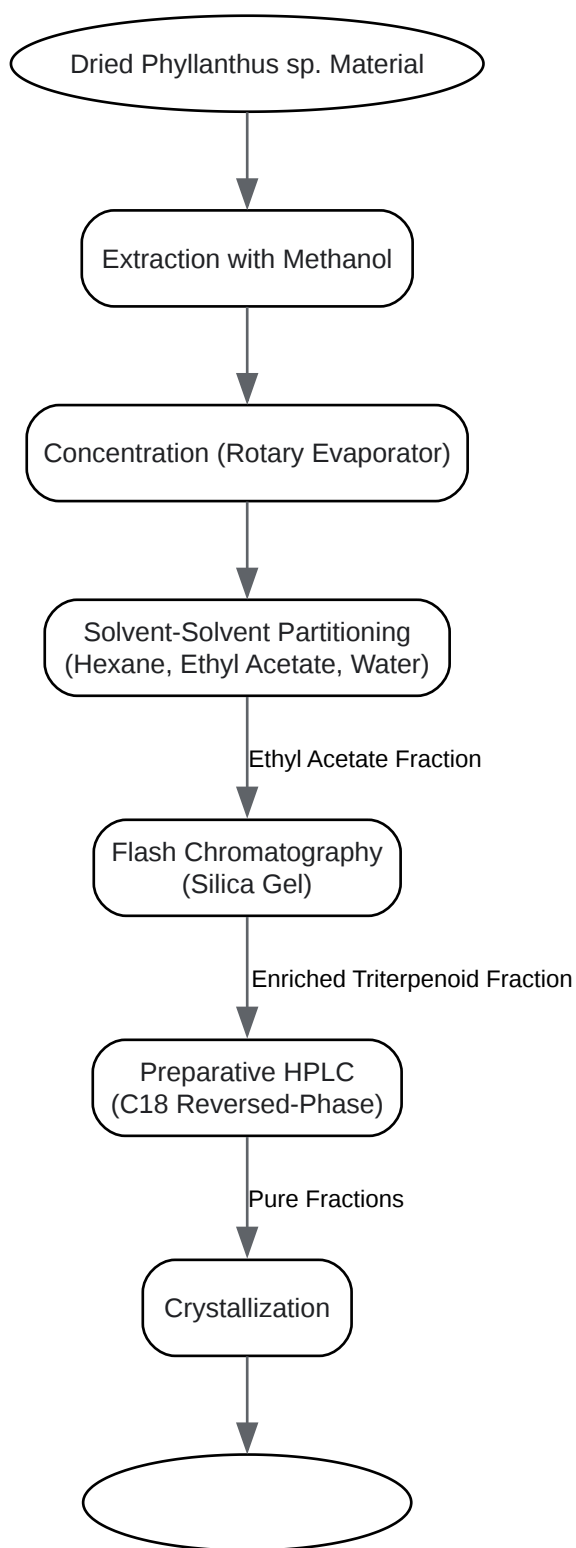 Dried Phyllanthus sp. Material
Extraction with Methanol
Concentration (Rotary Evaporator)
Solvent-Solvent Partitioning
(Hexane, Ethyl Acetate, Water)
Ethyl Acetate Fraction
Flash Chromatography
(Silica Gel)
Enriched Triterpenoid Fraction
Preparative HPLC
(C18 Reversed-Phase)
Pure Fractions
Crystallization